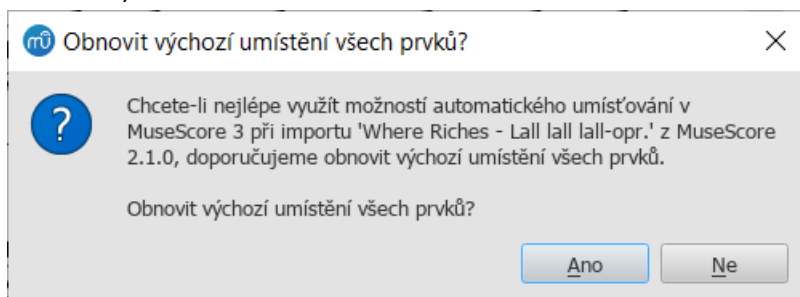 Obnovit výchozí umístění všech prvků?
Chcete-li nejlépe využít možností automatického umísťování v
MuseScore 3 při importu 'Where Riches - Lall lall lall-opr.' z MuseScore
2.1.0, doporučujeme obnovit výchozí umístění všech prvků.
Obnovit výchozí umístění všech prvků?
Ano
Ne